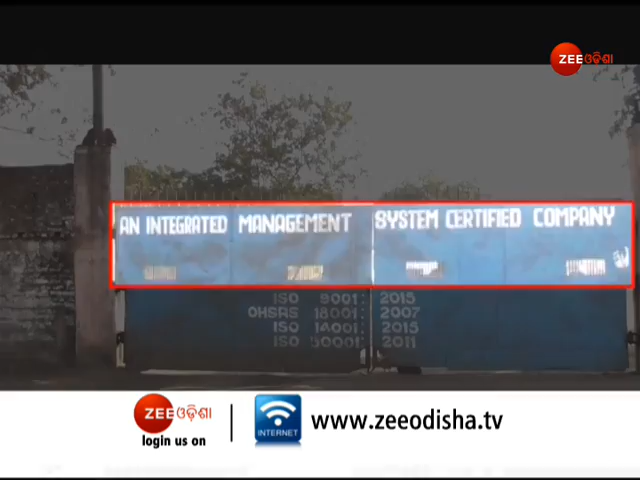 ZEE ଓଡ଼ିଶା
AN INTEGRATED MANAGEMENT SYSTEM CERTIFIED COMPANY
ISO 9001: 2015
OHSAS 18001: 2007
ISO 14001: 2015
ISO 50001: 2011
ZEE ଓଡ଼ିଶା
login us on
INTERNET
www.zeeodisha.tv